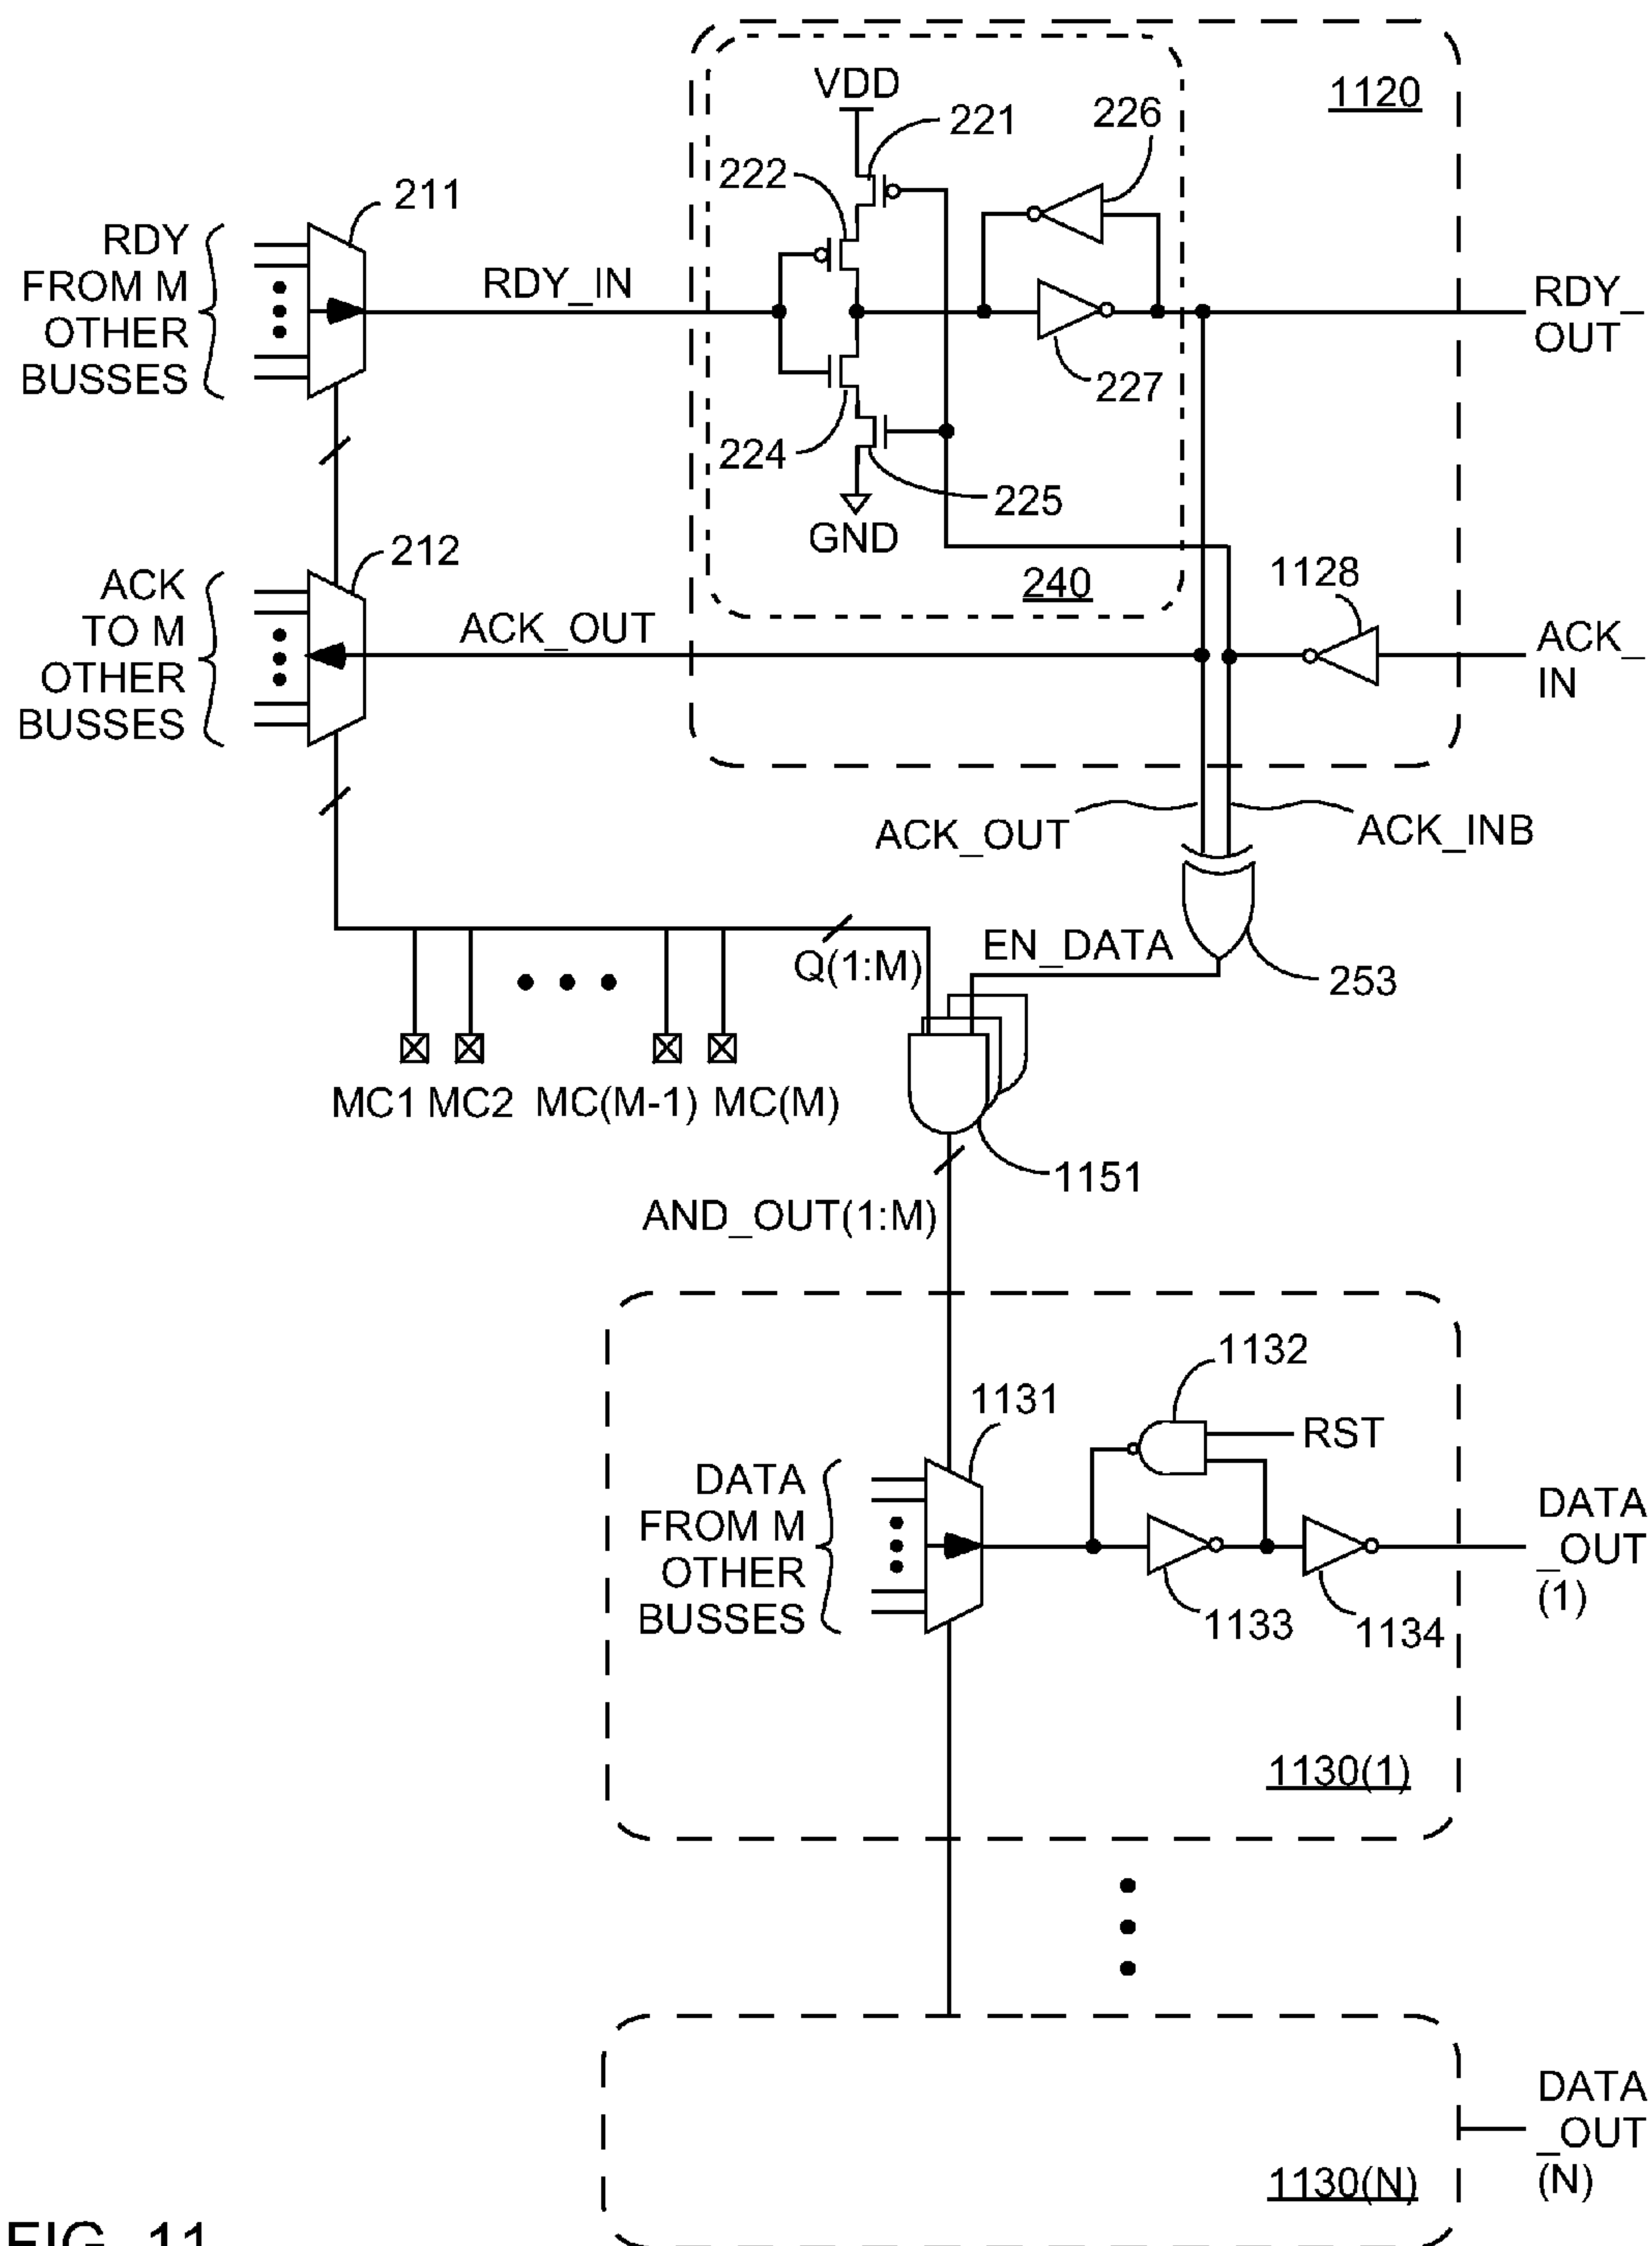 VDD
221
226
1120
222
211
RDY
FROM M
OTHER
BUSSES
RDY_IN
RDY_
OUT
227
224
225
GND
212
240
1128
ACK
TO M
OTHER
BUSSES
ACK_OUT
ACK_
IN
ACK_OUT
ACK_INB
Q(1:M)
EN_DATA
253
MC1 MC2 MC(M-1) MC(M)
1151
AND_OUT(1:M)
1132
1131
RST
DATA
FROM M
OTHER
BUSSES
DATA
_OUT
(1)
1133
1134
1130(1)
DATA
_OUT
(N)
1130(N)
FIG. 11